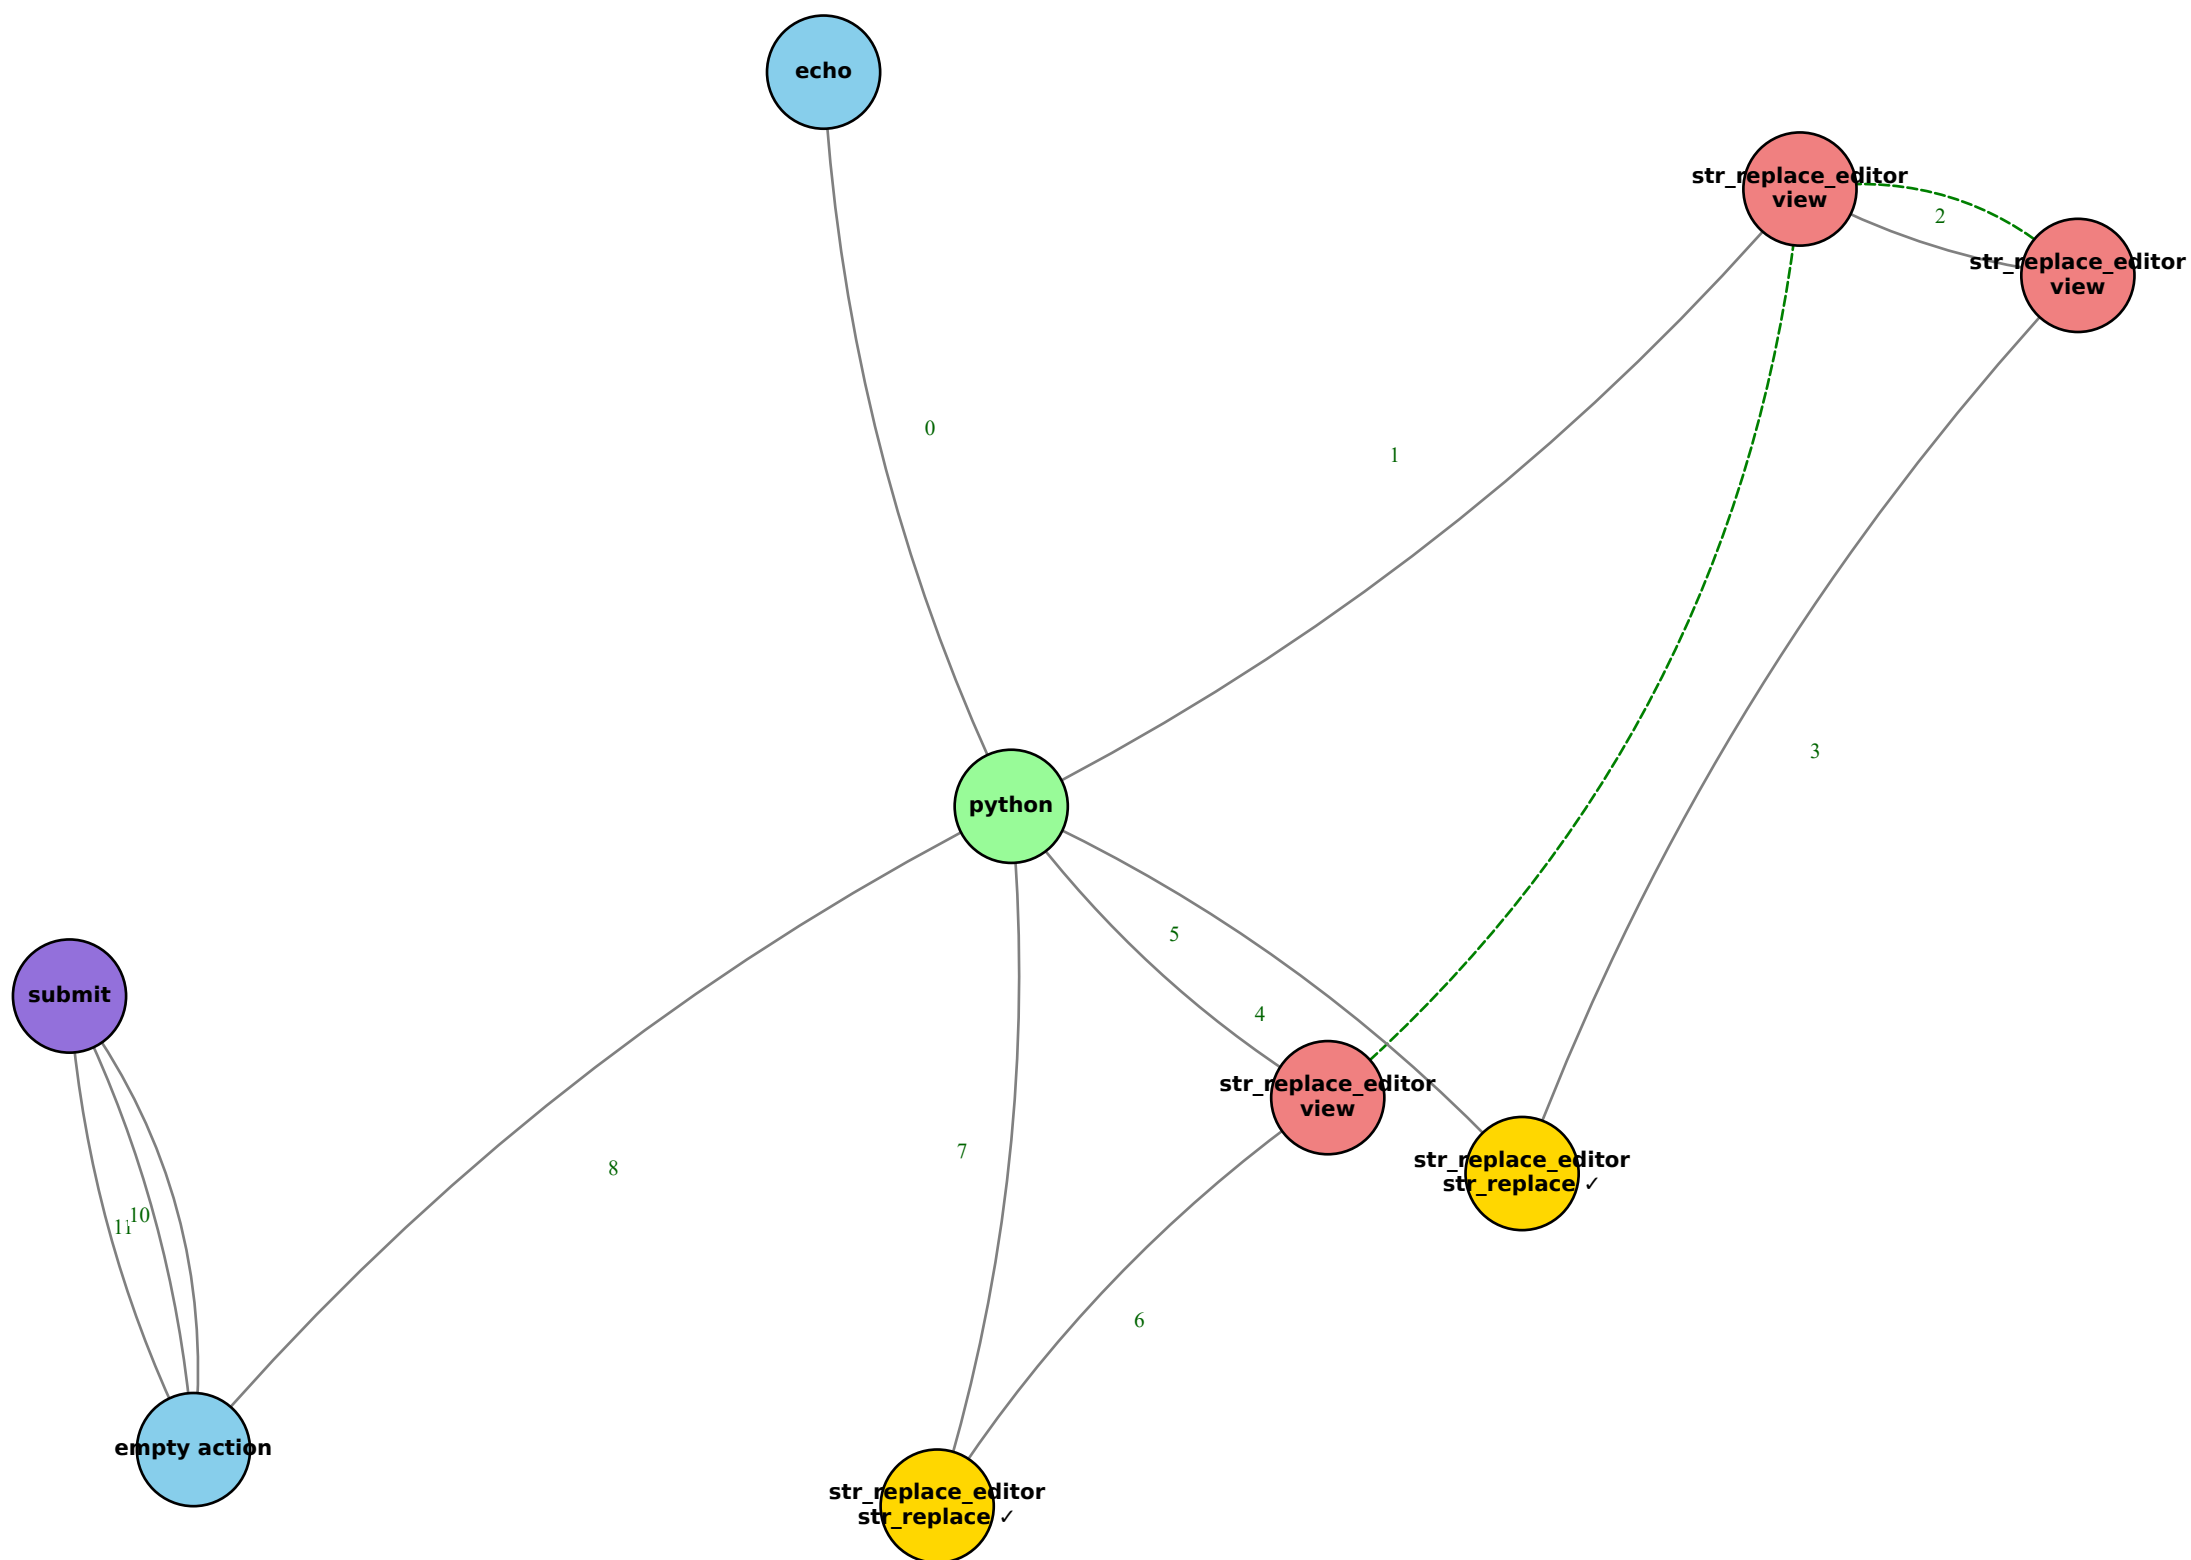 echo
str_replace_editor
view
2
str_replace_editor
view
0
1
3
python
5
submit
4
str_replace_editor
view
7
str_replace_editor
str_replace ✓
8
10
11
6
empty action
str_replace_editor
str_replace ✓